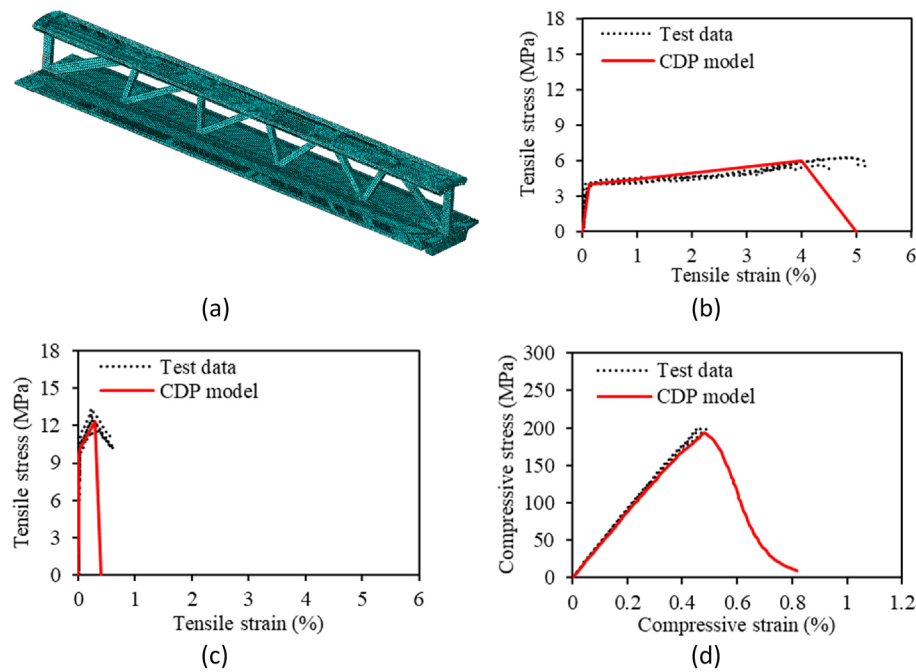 (a)
18
15
12
9
6
3
0
Tensile stress (MPa)
Test data
CDP model
0 1 2 3 4 5 6
Tensile strain (%)
(b)
18
15
12
9
6
3
0
Tensile stress (MPa)
Test data
CDP model
0 1 2 3 4 5 6
Tensile strain (%)
(c)
300
250
200
150
100
50
0
Compressive stress (MPa)
Test data
CDP model
0 0.2 0.4 0.6 0.8 1 1.2
Compressive strain (%)
(d)